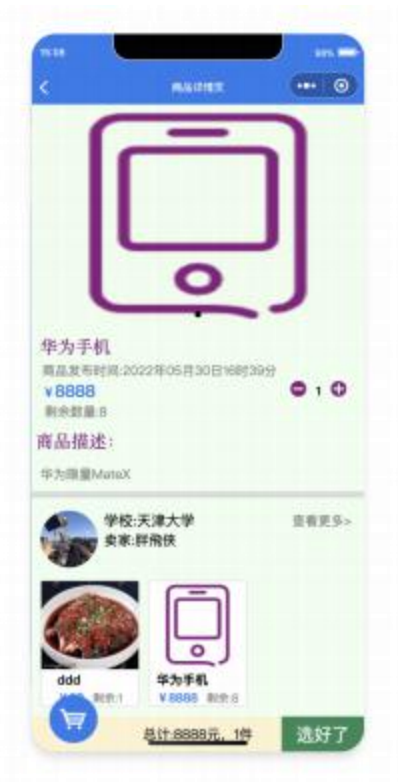 商品详情页
华为手机
商品发布时间:2022年05月30日16时39分
¥8888
1
剩余数量:8
商品描述:
华为限量MateX
学校:天津大学
查看更多>
卖家:胖飛侠
ddd
华为手机
剩余:1
¥8888 剩余:8
总计:8888元，1件
选好了